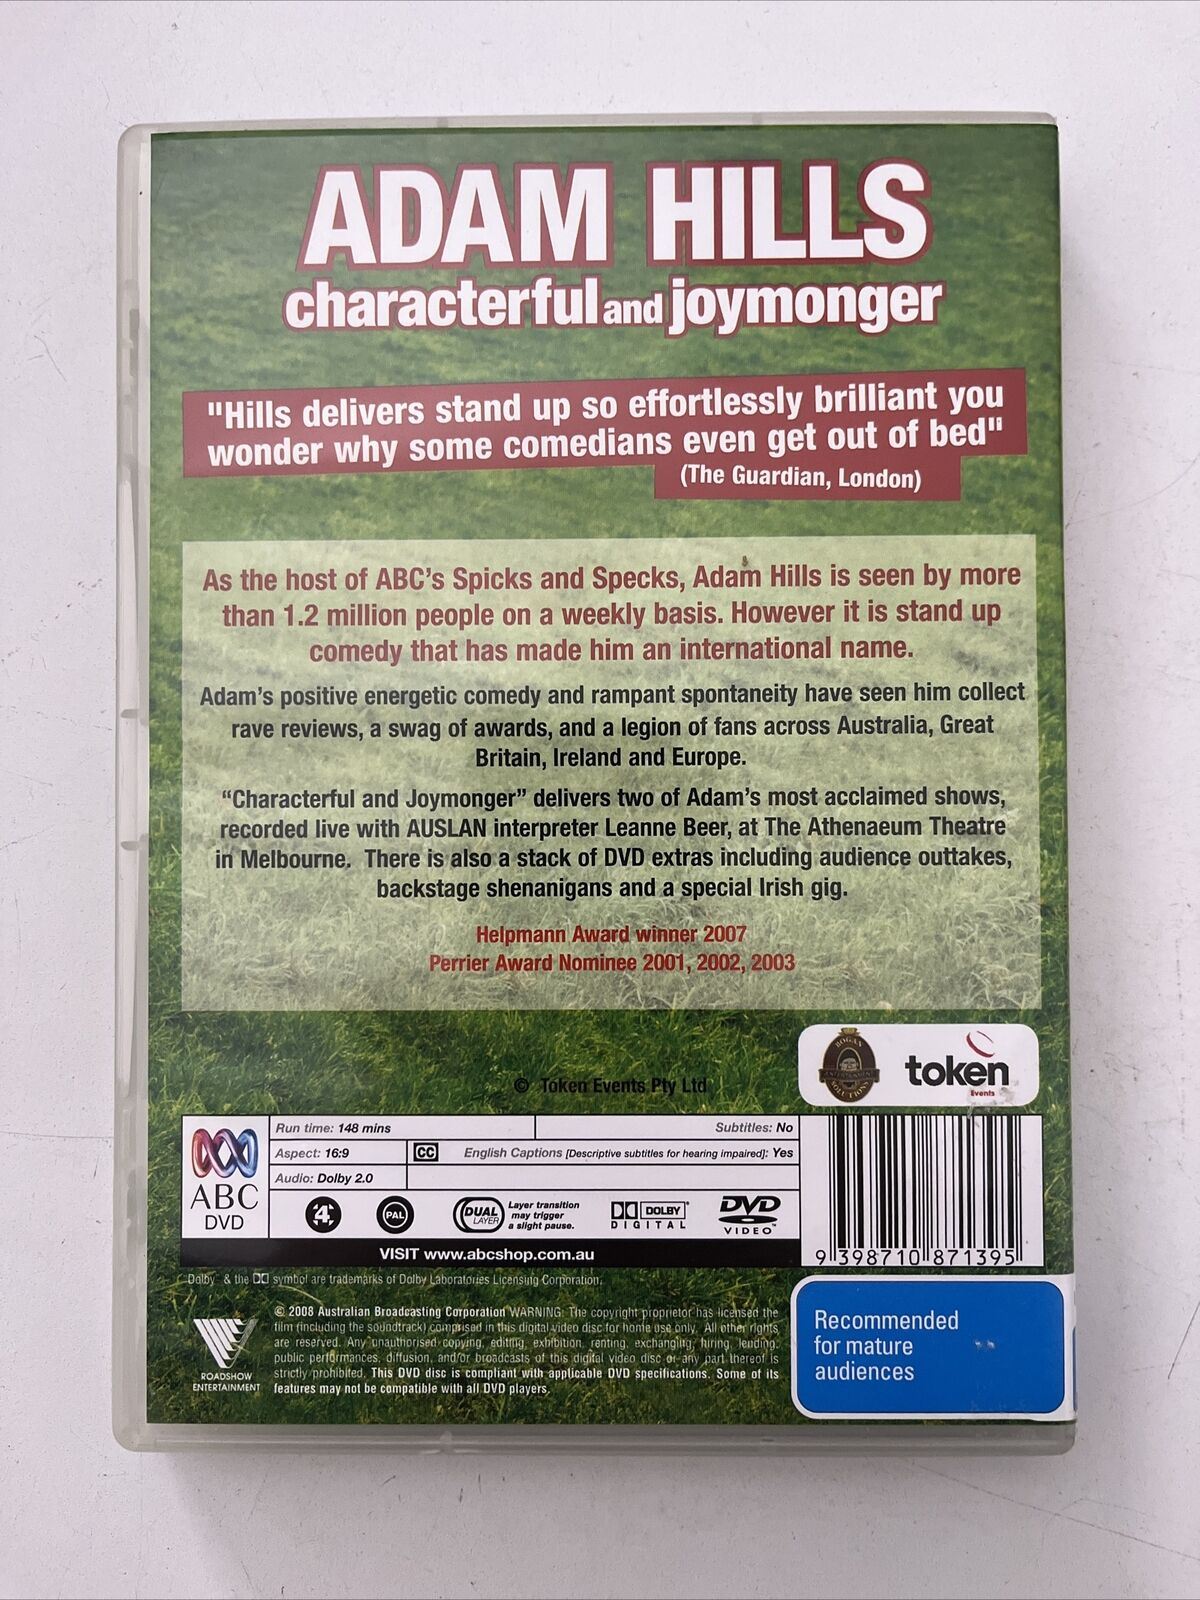 ADAM HILLS
characterful and joymonger
"Hills delivers stand up so effortlessly brilliant you
wonder why some comedians even get out of bed"
(The Guardian, London)
As the host of ABC's Spicks and Specks, Adam Hills is seen by more
than 1.2 million people on a weekly basis. However it is stand up
comedy that has made him an international name.
Adam's positive energetic comedy and rampant spontaneity have seen him collect
rave reviews, a swag of awards, and a legion of fans across Australia, Great
Britain, Ireland and Europe.
“Characterful and Joymonger” delivers two of Adam's most acclaimed shows,
recorded live with AUSLAN interpreter Leanne Beer, at The Athenaeum Theatre
in Melbourne. There is also a stack of DVD extras including audience outtakes,
backstage shenanigans and a special Irish gig.
Helpmann Award winner 2007
Perrier Award Nominee 2001, 2002, 2003
BOGAN
ENTERTAINMENT
SOLUTIONS
token
Events
© Token Events Pty Ltd
ABC
DVD
Run time: 148 mins
Subtitles: No
Aspect: 16:9
CC English Captions [Descriptive subtitles for hearing impaired]: Yes
Audio: Dolby 2.0
4
PAL
DUAL
LAYER
Layer transition
may trigger
a slight pause.
DOLBY
DIGITAL
DVD
VIDEO™
VISIT www.abcshop.com.au
9 398710 871395
Dolby & the DD symbol are trademarks of Dolby Laboratories Licensing Corporation.
ROADSHOW
ENTERTAINMENT
© 2008 Australian Broadcasting Corporation WARNING: The copyright proprietor has licensed the
film (including the soundtrack) comprised in this digital video disc for home use only. All other rights
are reserved. Any unauthorised copying, editing, exhibition, renting, exchanging, hiring, lending,
public performances, diffusion, and/or broadcasts of this digital video disc or any part thereof is
strictly prohibited. This DVD disc is compliant with applicable DVD specifications. Some of its
features may not be compatible with all DVD players.
Recommended
for mature
audiences